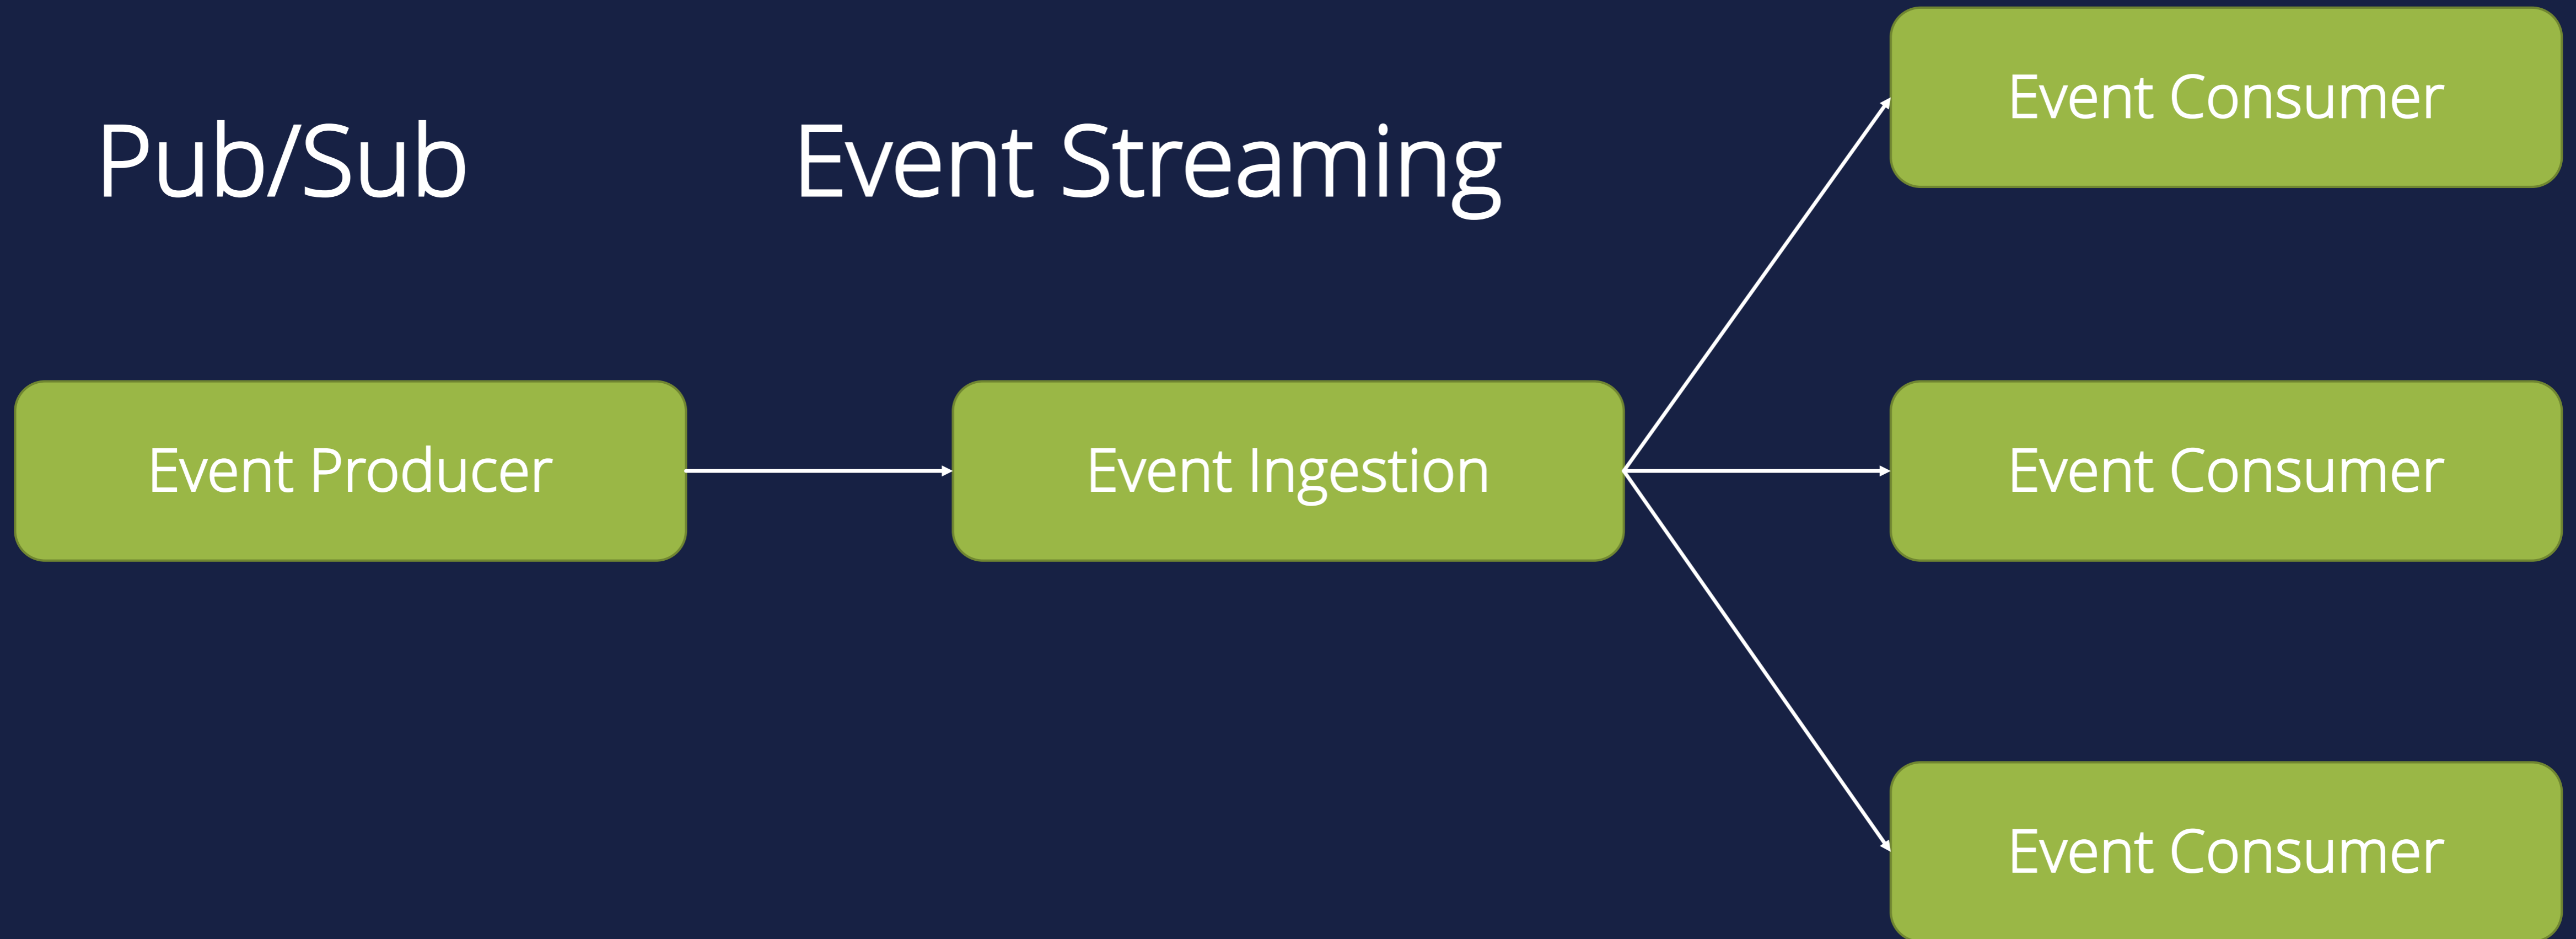 Pub/Sub
Event Streaming
Event Consumer
Event Producer
Event Ingestion
Event Consumer
Event Consumer